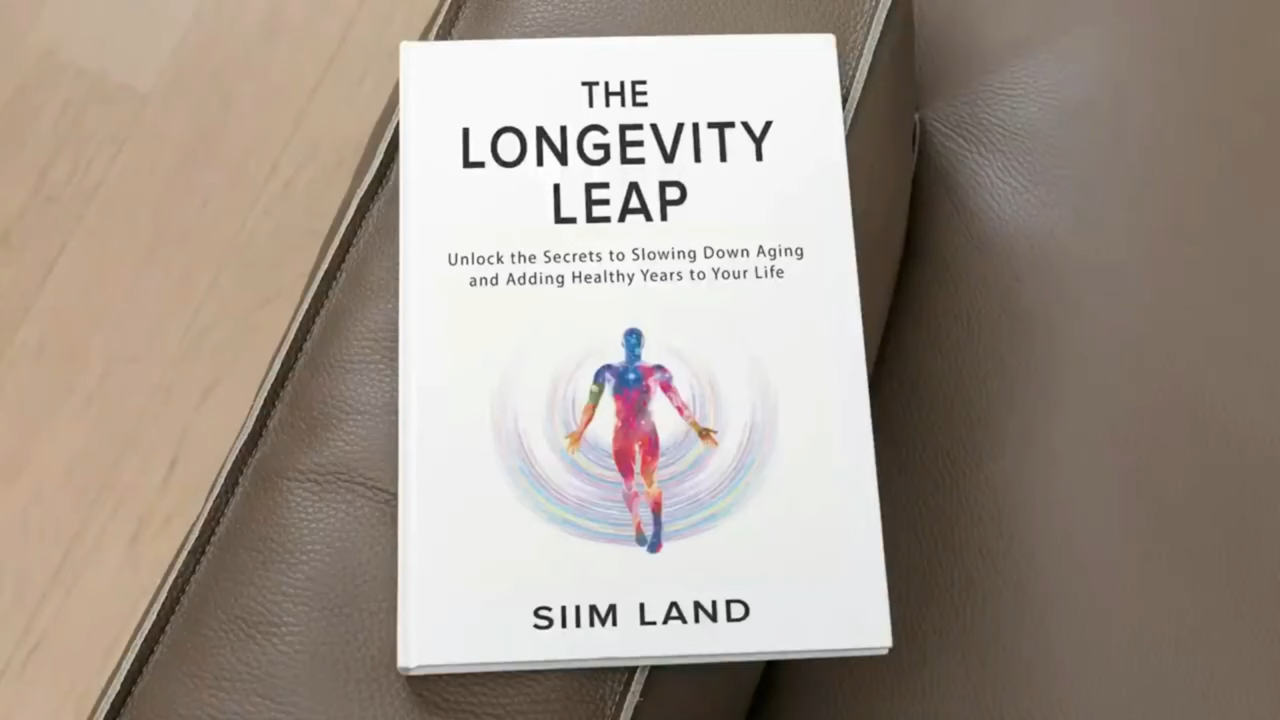 THE
LONGEVITY
LEAP
Unlock the Secrets to Slowing Down Aging
and Adding Healthy Years to Your Life
SIIM LAND